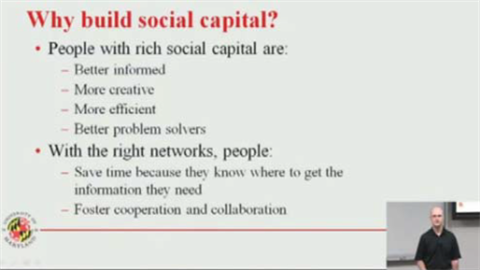 Why build social capital?
• People with rich social capital are:
– Better informed
– More creative
– More efficient
– Better problem solvers
• With the right networks, people:
– Save time because they know where to get the
information they need
– Foster cooperation and collaboration
UNIVERSITY OF
MARYLAND